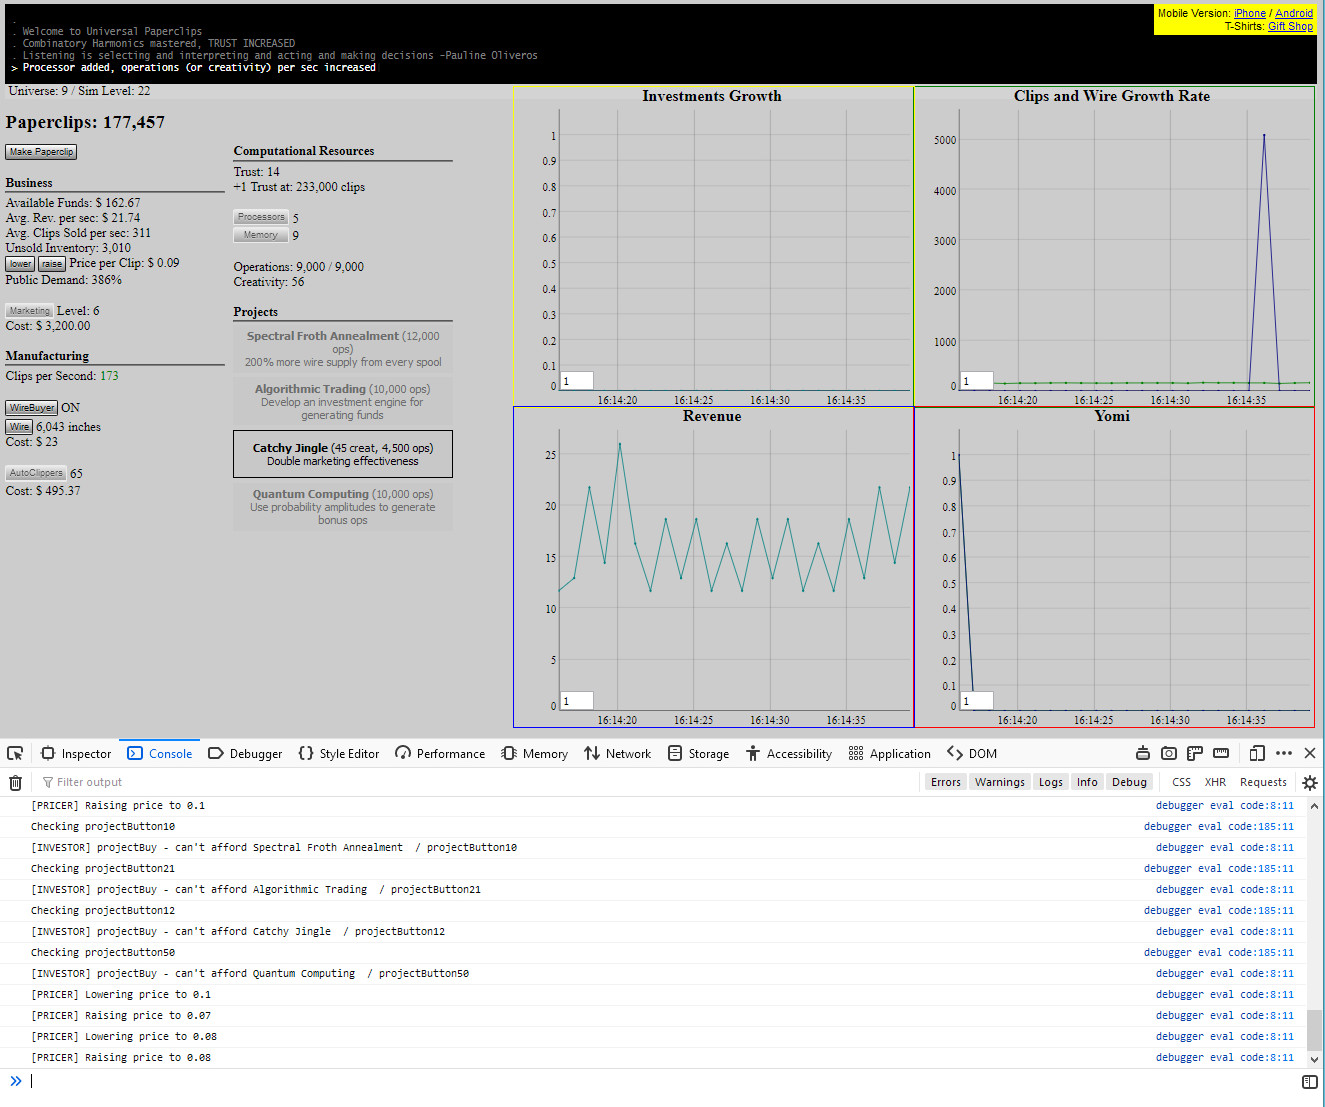 .
. Welcome to Universal Paperclips
. Combinatory Harmonics mastered, TRUST INCREASED
. Listening is selecting and interpreting and acting and making decisions -Pauline Oliveros
> Processor added, operations (or creativity) per sec increased
Mobile Version: iPhone / Android
T-Shirts: Gift Shop
Universe: 9 / Sim Level: 22
Paperclips: 177,457
Make Paperclip
Business
Available Funds: $ 162.67
Avg. Rev. per sec: $ 21.74
Avg. Clips Sold per sec: 311
Unsold Inventory: 3,010
lower raise Price per Clip: $ 0.09
Public Demand: 386%
Marketing Level: 6
Cost: $ 3,200.00
Manufacturing
Clips per Second: 173
WireBuyer ON
Wire 6,043 inches
Cost: $ 23
AutoClippers 65
Cost: $ 495.37
Computational Resources
Trust: 14
+1 Trust at: 233,000 clips
Processors 5
Memory 9
Operations: 9,000 / 9,000
Creativity: 56
Projects
Spectral Froth Annealment (12,000
ops)
200% more wire supply from every spool
Algorithmic Trading (10,000 ops)
Develop an investment engine for
generating funds
Catchy Jingle (45 creat, 4,500 ops)
Double marketing effectiveness
Quantum Computing (10,000 ops)
Use probability amplitudes to generate
bonus ops
Investments Growth
1
0.9
0.8
0.7
0.6
0.5
0.4
0.3
0.2
0.1
0
1
16:14:20 16:14:25 16:14:30 16:14:35
Clips and Wire Growth Rate
5000
4000
3000
2000
1000
0
1
16:14:20 16:14:25 16:14:30 16:14:35
Revenue
25
20
15
10
5
0
1
16:14:20 16:14:25 16:14:30 16:14:35
Yomi
1
0.9
0.8
0.7
0.6
0.5
0.4
0.3
0.2
0.1
0
1
16:14:20 16:14:25 16:14:30 16:14:35
Inspector Console Debugger Style Editor Performance Memory Network Storage Accessibility Application DOM
Filter output Errors Warnings Logs Info Debug CSS XHR Requests
[PRICER] Raising price to 0.1 debugger eval code:8:11
Checking projectButton10 debugger eval code:185:11
[INVESTOR] projectBuy - can't afford Spectral Froth Annealment / projectButton10 debugger eval code:8:11
Checking projectButton21 debugger eval code:185:11
[INVESTOR] projectBuy - can't afford Algorithmic Trading / projectButton21 debugger eval code:8:11
Checking projectButton12 debugger eval code:185:11
[INVESTOR] projectBuy - can't afford Catchy Jingle / projectButton12 debugger eval code:8:11
Checking projectButton50 debugger eval code:185:11
[INVESTOR] projectBuy - can't afford Quantum Computing / projectButton50 debugger eval code:8:11
[PRICER] Lowering price to 0.1 debugger eval code:8:11
[PRICER] Raising price to 0.07 debugger eval code:8:11
[PRICER] Lowering price to 0.08 debugger eval code:8:11
[PRICER] Raising price to 0.08 debugger eval code:8:11